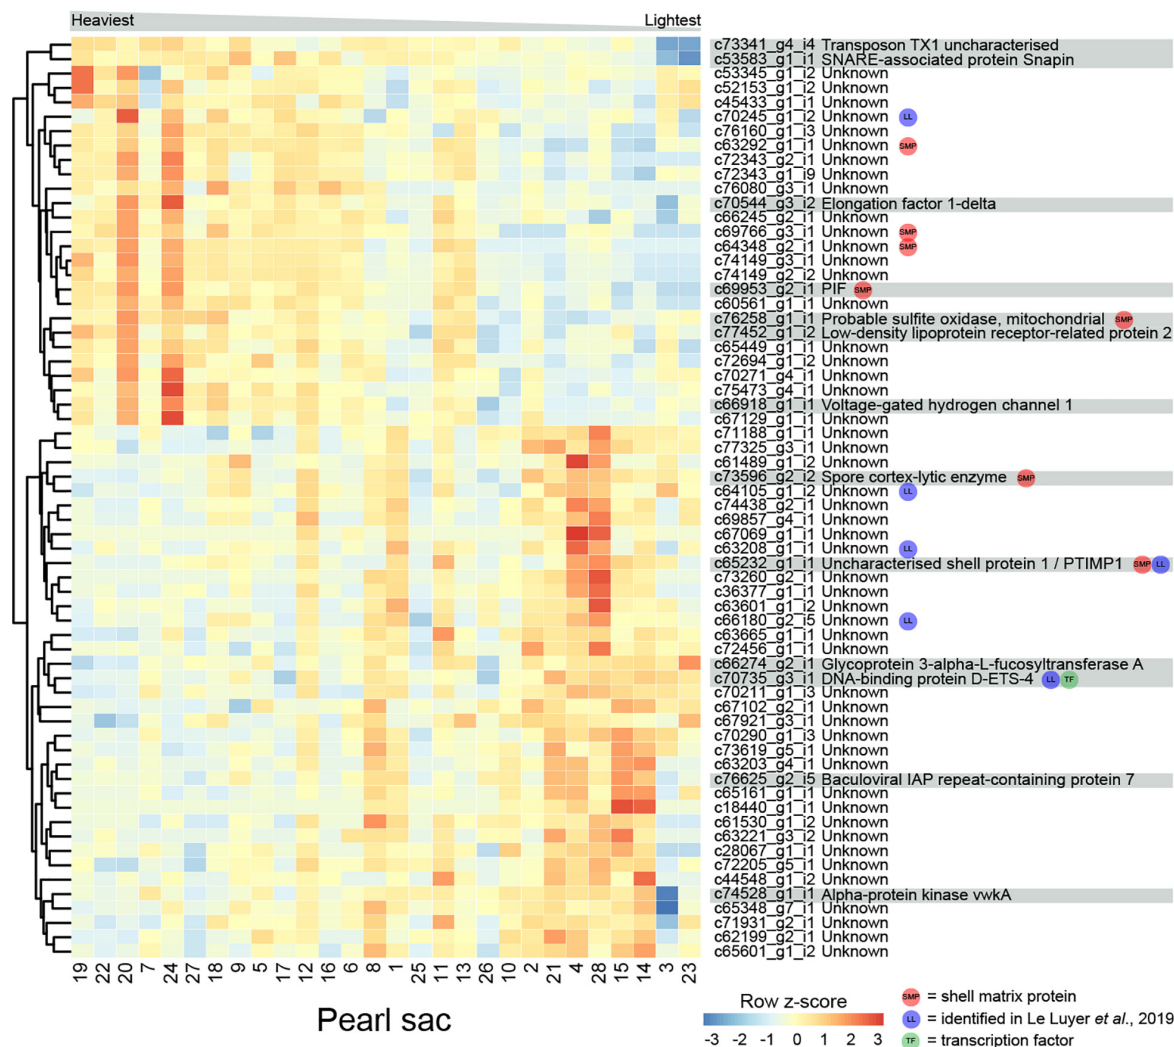 Heaviest Lightest
c73341_g4_i4 Transposon TX1 uncharacterised
c53583_g1_i1 SNARE-associated protein Snapin
c53345_g1_i2 Unknown
c52153_g1_i2 Unknown
c45433_g1_i1 Unknown
c70245_g1_i2 Unknown LL
c76160_g1_i3 Unknown
c63292_g1_i1 Unknown SMP
c72343_g2_i1 Unknown
c72343_g1_i9 Unknown
c76080_g3_i1 Unknown
c70544_g3_i2 Elongation factor 1-delta
c66245_g2_i1 Unknown
c69766_g3_i1 Unknown SMP
c64348_g2_i1 Unknown SMP
c74149_g3_i1 Unknown
c74149_g2_i2 Unknown
c69953_g2_i1 PIF SMP
c60561_g1_i1 Unknown
c76258_g1_i1 Probable sulfite oxidase, mitochondrial SMP
c77452_g1_i2 Low-density lipoprotein receptor-related protein 2
c65449_g1_i1 Unknown
c72694_g1_i2 Unknown
c70271_g4_i1 Unknown
c75473_g4_i1 Unknown
c66918_g1_i1 Voltage-gated hydrogen channel 1
c67129_g1_i1 Unknown
c71188_g1_i1 Unknown
c77325_g3_i1 Unknown
c61489_g1_i2 Unknown
c73596_g2_i2 Spore cortex-lytic enzyme SMP
c64105_g1_i2 Unknown LL
c74438_g2_i1 Unknown
c69857_g4_i1 Unknown
c67069_g1_i1 Unknown
c63208_g1_i1 Unknown LL
c65232_g1_i1 Uncharacterised shell protein 1 / PTIMP1 SMP LL
c73260_g2_i1 Unknown
c36377_g1_i1 Unknown
c63601_g1_i2 Unknown
c66180_g2_i5 Unknown LL
c63665_g1_i1 Unknown
c72456_g1_i1 Unknown
c66274_g2_i1 Glycoprotein 3-alpha-L-fucosyltransferase A
c70735_g3_i1 DNA-binding protein D-ETS-4 LL TF
c70211_g1_i3 Unknown
c67102_g2_i1 Unknown
c67921_g3_i1 Unknown
c70290_g1_i3 Unknown
c73619_g5_i1 Unknown
c63203_g4_i1 Unknown
c76625_g2_i5 Baculoviral IAP repeat-containing protein 7
c65161_g1_i1 Unknown
c18440_g1_i1 Unknown
c61530_g1_i2 Unknown
c63221_g3_i2 Unknown
c28067_g1_i1 Unknown
c72205_g5_i1 Unknown
c44548_g1_i2 Unknown
c74528_g1_i1 Alpha-protein kinase vwkA
c65348_g7_i1 Unknown
c71931_g2_i1 Unknown
c62199_g2_i1 Unknown
c65601_g1_i2 Unknown
19 22 20 7 24 27 18 9 5 17 12 16 6 8 1 25 11 13 26 10 2 21 4 28 15 14 3 23
Pearl sac
Row z-score
-3 -2 -1 0 1 2 3
SMP = shell matrix protein
LL = identified in Le Luyer et al., 2019
TF = transcription factor